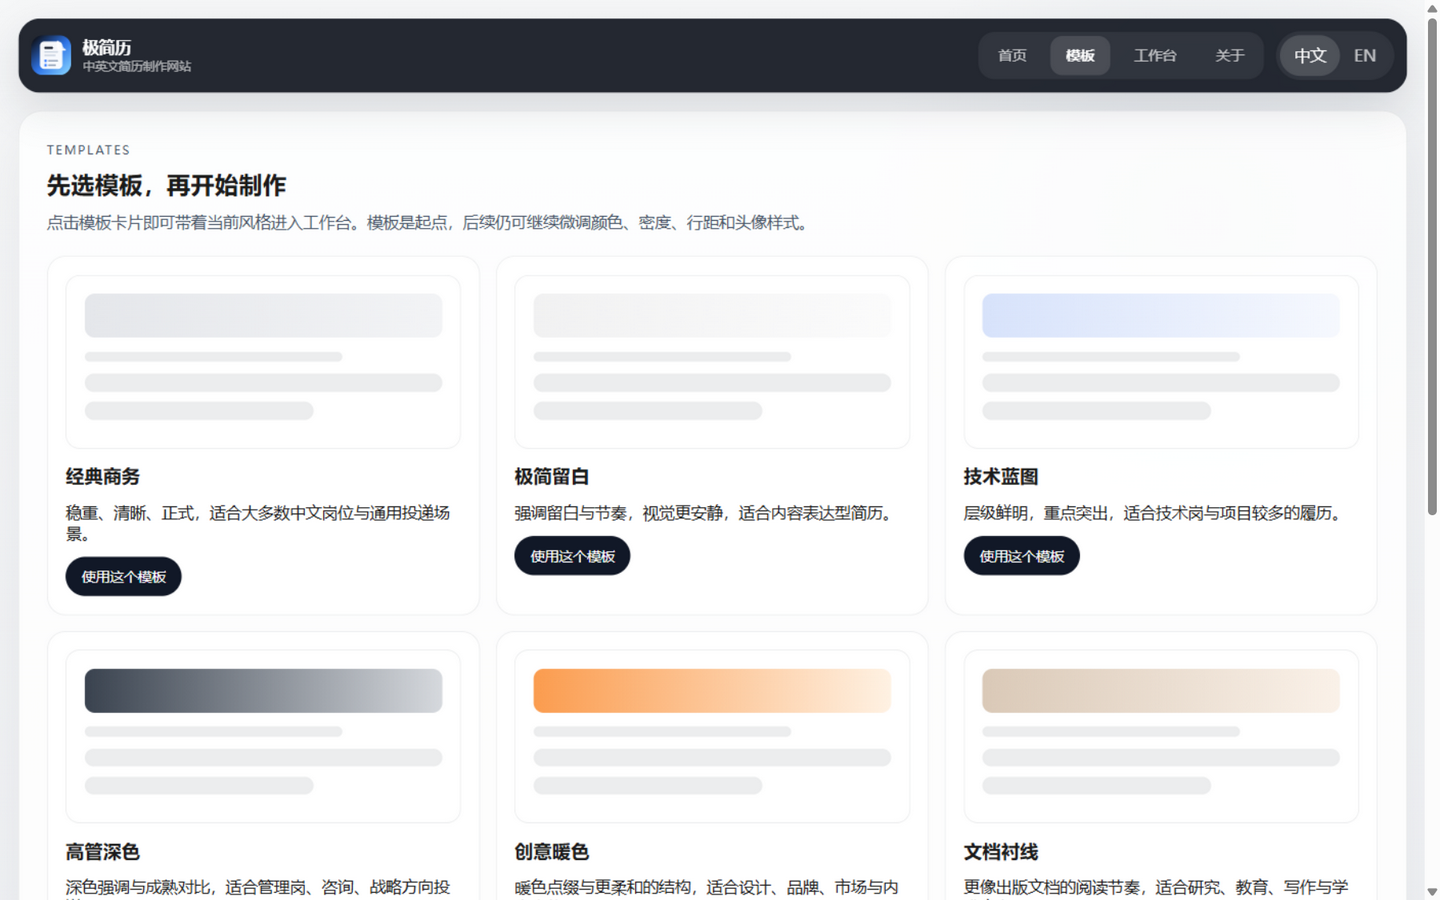 极简历
中英文简历制作网站
首页
模板
工作台
关于
中文
EN
TEMPLATES
先选模板，再开始制作
点击模板卡片即可带着当前风格进入工作台。模板是起点，后续仍可继续微调颜色、密度、行距和头像样式。
经典商务
稳重、清晰、正式，适合大多数中文岗位与通用投递场
景。
使用这个模板
极简留白
强调留白与节奏，视觉更安静，适合内容表达型简历。
使用这个模板
技术蓝图
层级鲜明，重点突出，适合技术岗与项目较多的履历。
使用这个模板
高管深色
深色强调与成熟对比，适合管理岗、咨询、战略方向投
创意暖色
暖色点缀与更柔和的结构，适合设计、品牌、市场与内
文档衬线
更像出版文档的阅读节奏，适合研究、教育、写作与学